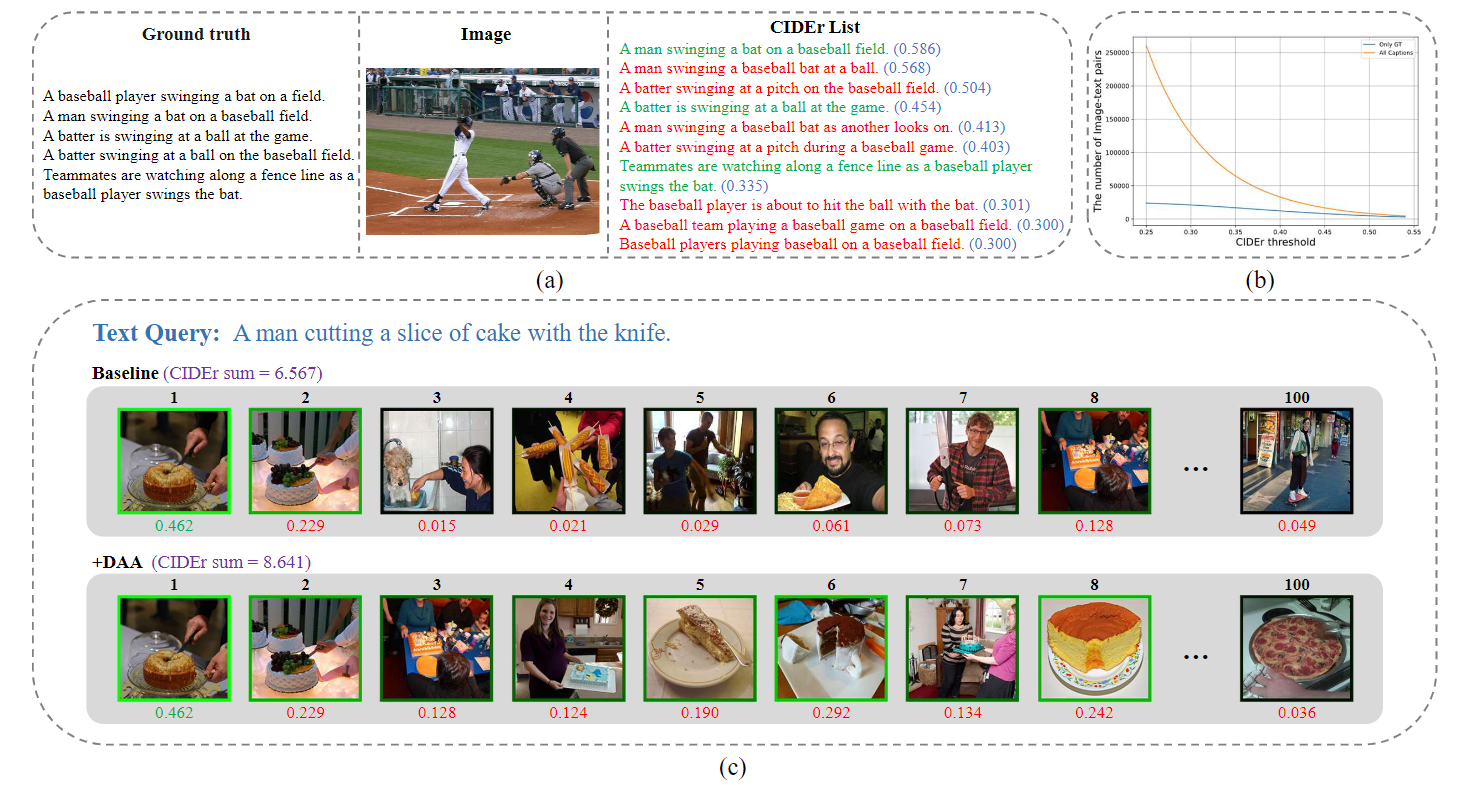 Ground truth
A baseball player swinging a bat on a field.
A man swinging a bat on a baseball field.
A batter is swinging at a ball at the game.
A batter swinging at a ball on the baseball field.
Teammates are watching along a fence line as a
baseball player swings the bat.
Image
CIDEr List
A man swinging a bat on a baseball field. (0.586)
A man swinging a baseball bat at a ball. (0.568)
A batter swinging at a pitch on the baseball field. (0.504)
A batter is swinging at a ball at the game. (0.454)
A man swinging a baseball bat as another looks on. (0.413)
A batter swinging at a pitch during a baseball game. (0.403)
Teammates are watching along a fence line as a baseball player
swings the bat. (0.335)
The baseball player is about to hit the ball with the bat. (0.301)
A baseball team playing a baseball game on a baseball field. (0.300)
Baseball players playing baseball on a baseball field. (0.300)
(a)
The number of Image-text pairs
250000
200000
150000
100000
50000
0
0.25 0.30 0.35 0.40 0.45 0.50 0.55
CIDEr threshold
Only GT
All Captions
(b)
Text Query: A man cutting a slice of cake with the knife.
Baseline (CIDEr sum = 6.567)
1 2 3 4 5 6 7 8 100
...
0.462 0.229 0.015 0.021 0.029 0.061 0.073 0.128 0.049
+DAA (CIDEr sum = 8.641)
1 2 3 4 5 6 7 8 100
...
0.462 0.229 0.128 0.124 0.190 0.292 0.134 0.242 0.036
(c)